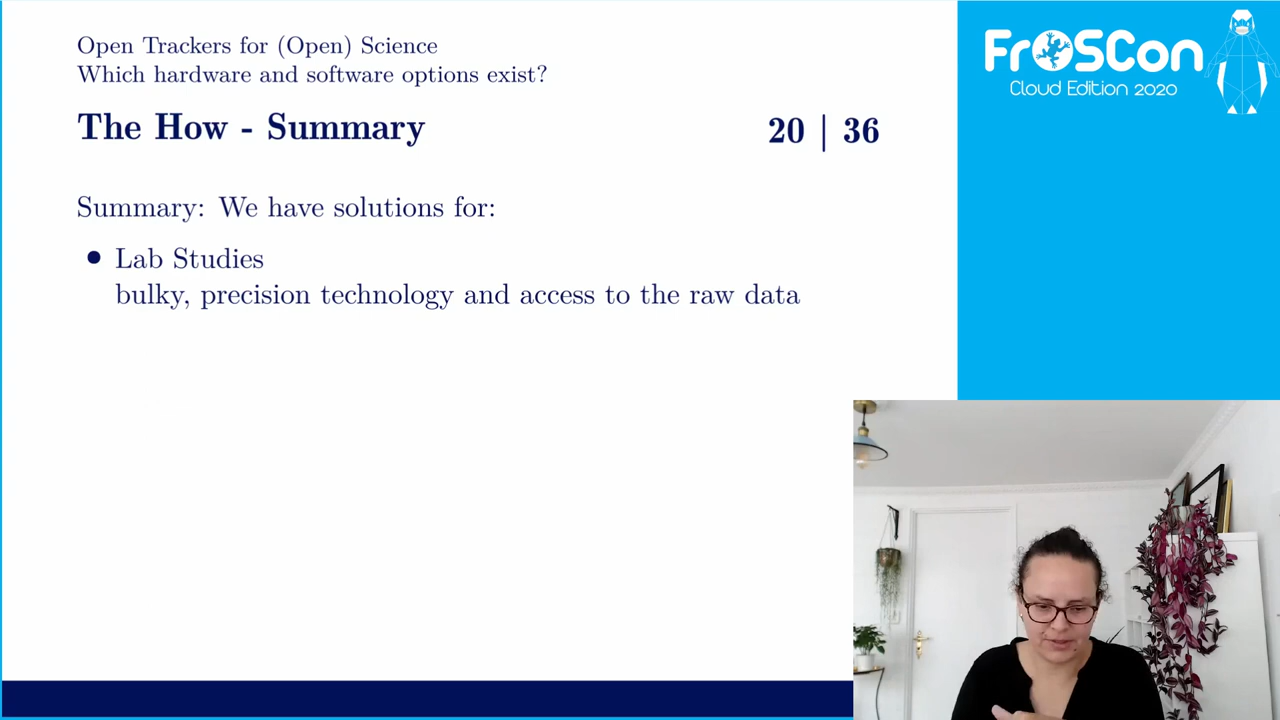 Open Trackers for (Open) Science
Which hardware and software options exist?
The How - Summary
20 | 36
Summary: We have solutions for:
• Lab Studies
bulky, precision technology and access to the raw data
FrOSCon
Cloud Edition 2020